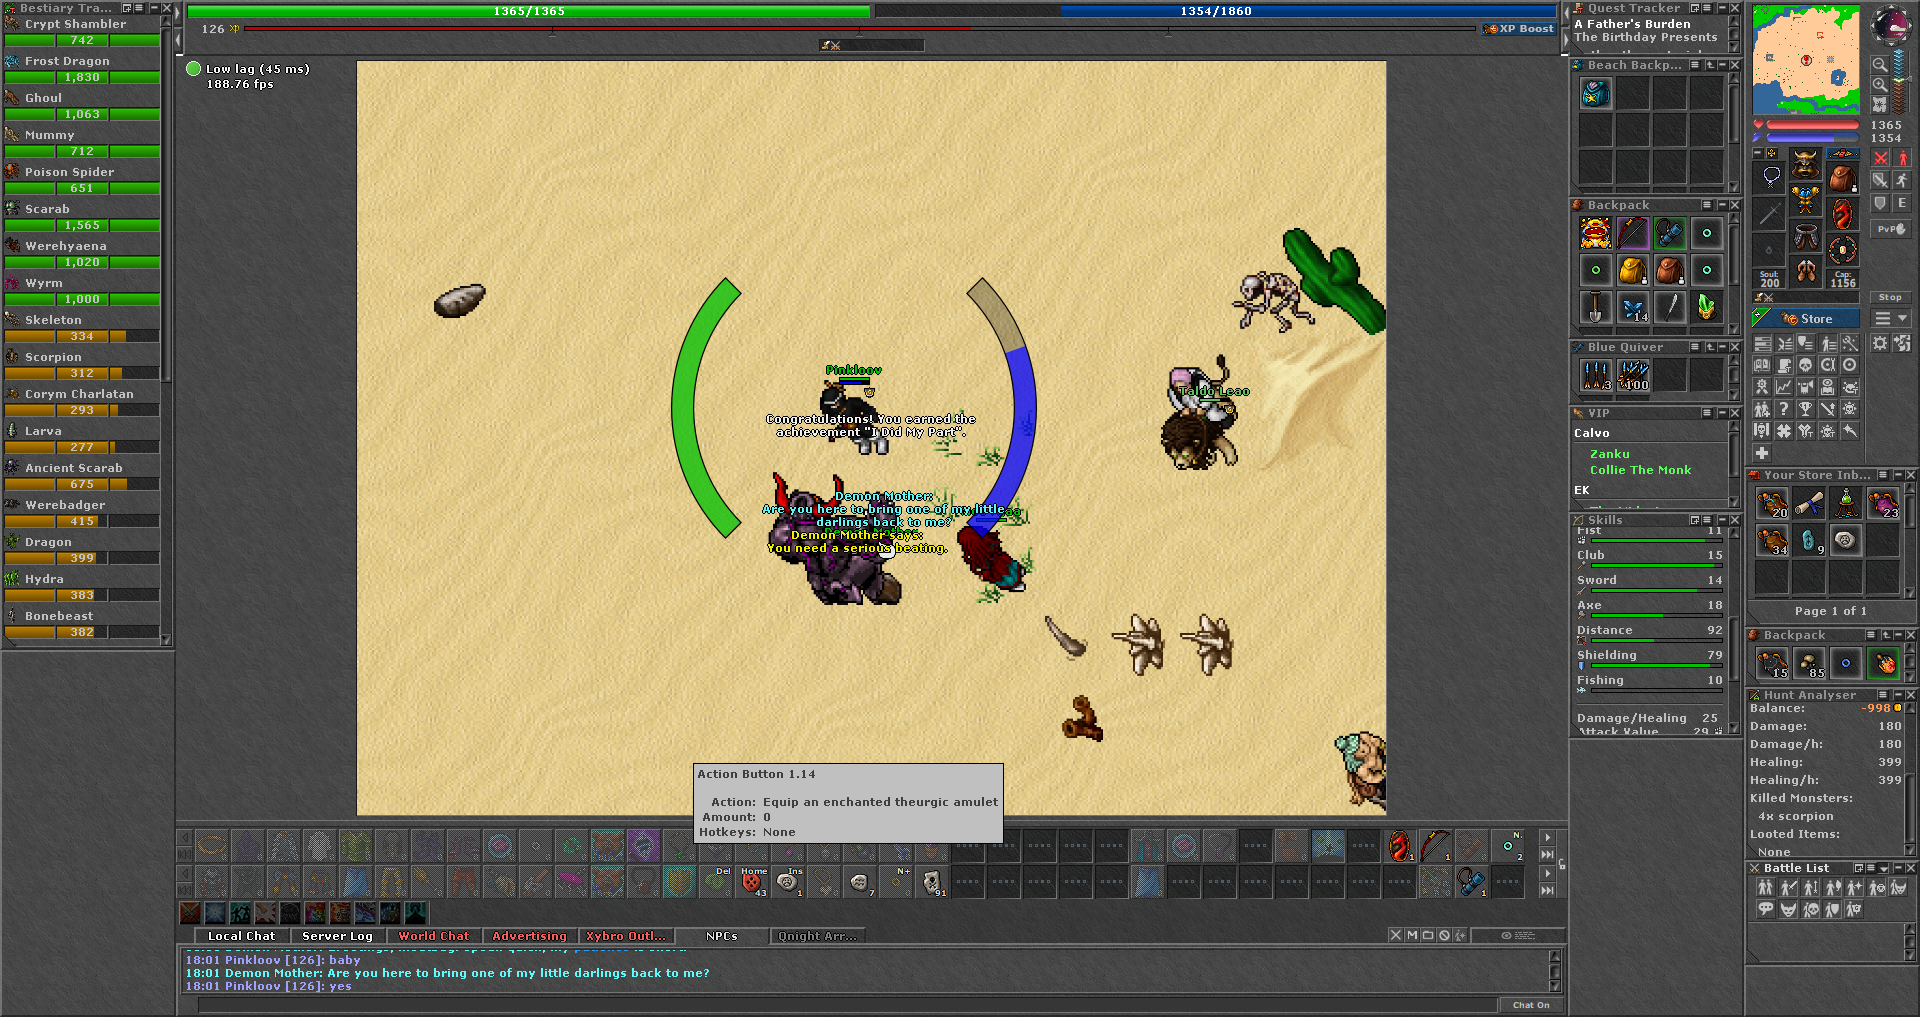 Bestiary Tra...
Crypt Shambler
742
Frost Dragon
1,830
Ghoul
1,063
Mummy
712
Poison Spider
651
Scarab
1,565
Werehyaena
1,020
Wyrm
1,000
Skeleton
334
Scorpion
312
Corym Charlatan
293
Larva
277
Ancient Scarab
675
Werebadger
415
Dragon
399
Hydra
383
Bonebeast
382
1365/1365
1354/1860
126 XP
XP Boost
Low lag (45 ms)
188.76 fps
Pinkloov
Congratulations! You earned the
achievement "I Did My Part".
Taldo Leao
Demon Mother:
Are you here to bring one of my little
darlings back to me?
Demon Mother says:
You need a serious beating.
Action Button 1.14
Action: Equip an enchanted theurgic amulet
Amount: 0
Hotkeys: None
Del
Home
43
Ins
1
7
N+
91
1
1
N.
2
1
Local Chat
Server Log
World Chat
Advertising
Xybro Outl...
NPCs
Qnight Arr...
18:01 Pinkloov [126]: baby
18:01 Demon Mother: Are you here to bring one of my little darlings back to me?
18:01 Pinkloov [126]: yes
Chat On
Quest Tracker
A Father's Burden
The Birthday Presents
Beach Backp...
Backpack
14
Blue Quiver
3
100
VIP
Calvo
Zanku
Collie The Monk
EK
Skills
Fist 11
Club 15
Sword 14
Axe 18
Distance 92
Shielding 79
Fishing 10
Damage/Healing 25
Attack Value 29
1365
1354
PvP
E
Soul:
200
Cap:
1156
Stop
Store
Your Store Inb...
20
23
34
9
Page 1 of 1
Backpack
15
85
Hunt Analyser
Balance: -998
Damage: 180
Damage/h: 180
Healing: 399
Healing/h: 399
Killed Monsters:
4x scorpion
Looted Items:
None
Battle List